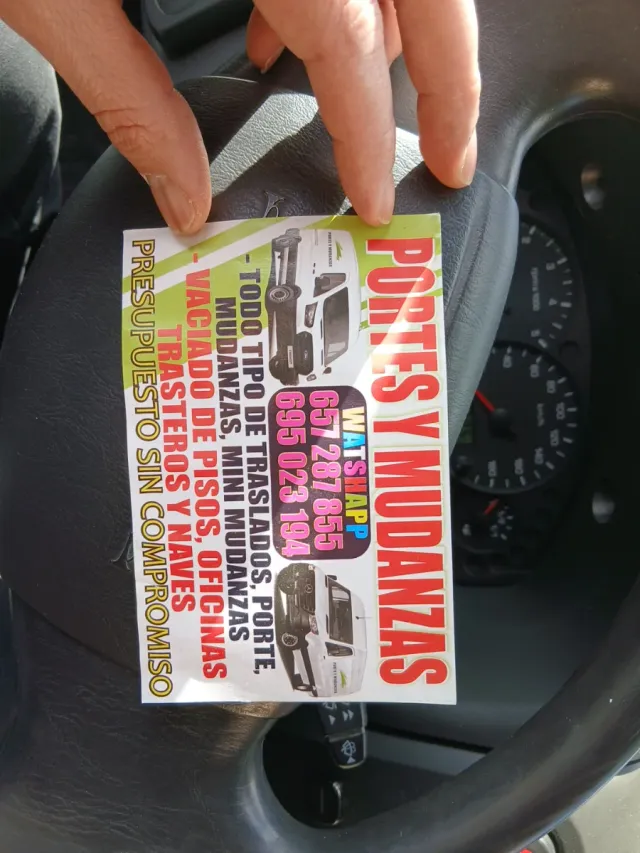 PORTES Y MUDANZAS
WATSHAPP
657 287 855
695 023 194
- TODO TIPO DE TRASLADOS, PORTE,
MUDANZAS, MINI MUDANZAS
- VACIADO DE PISOS, OFICINAS
TRASTEROS Y NAVES
PRESUPUESTO SIN COMPROMISO